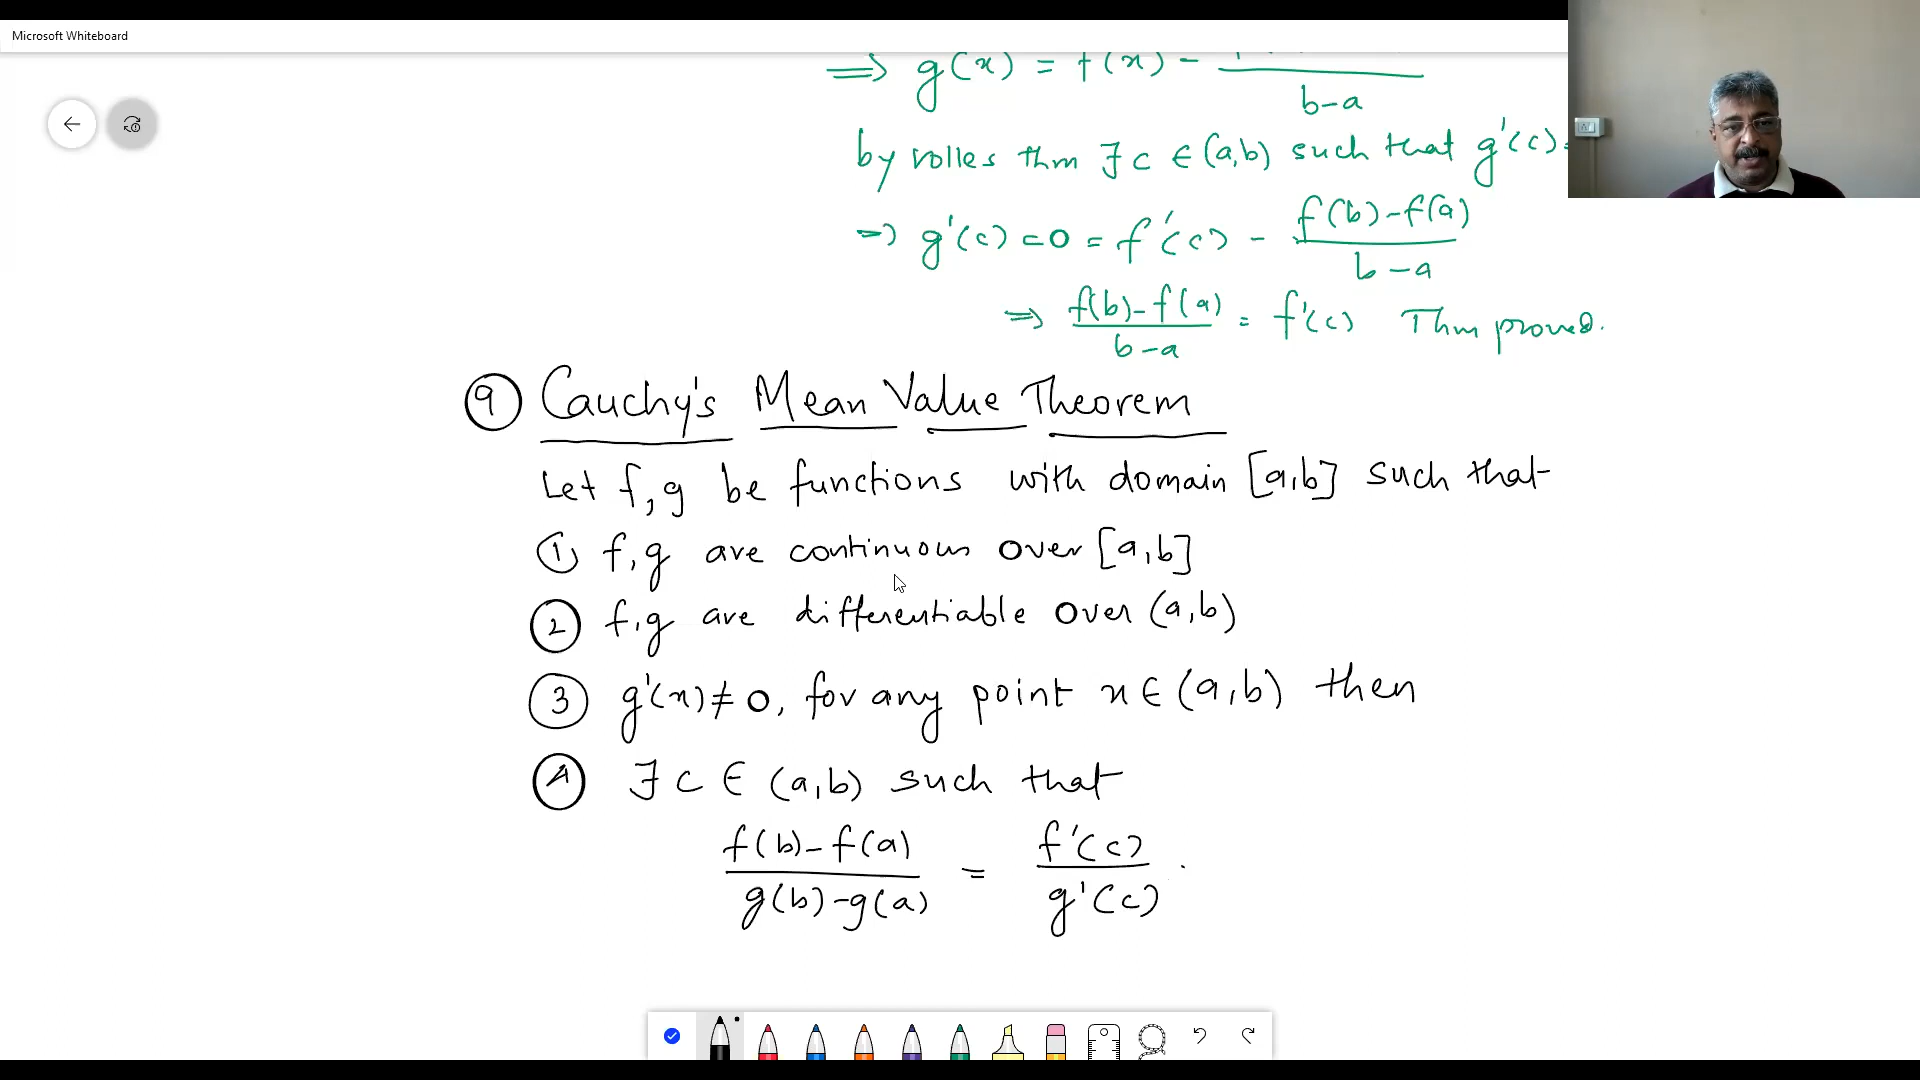 Microsoft Whiteboard
⟹ g(x) = f(x) -
b-a
by rolles thm ∃ c ∈ (a,b) such that g'(c)=
⇒ g'(c) = 0 = f'(c) - f(b)-f(a) / b-a
⇒ f(b)-f(a) / b-a = f'(c) Thm proved.
9 Cauchy's Mean Value Theorem
Let f,g be functions with domain [a,b] such that
1 f,g are continuous over [a,b]
2 f,g are differentiable over (a,b)
3 g'(x) ≠ 0, for any point x ∈ (a,b) then
4 ∃ c ∈ (a,b) such that
f(b)-f(a) / g(b)-g(a) = f'(c) / g'(c) .